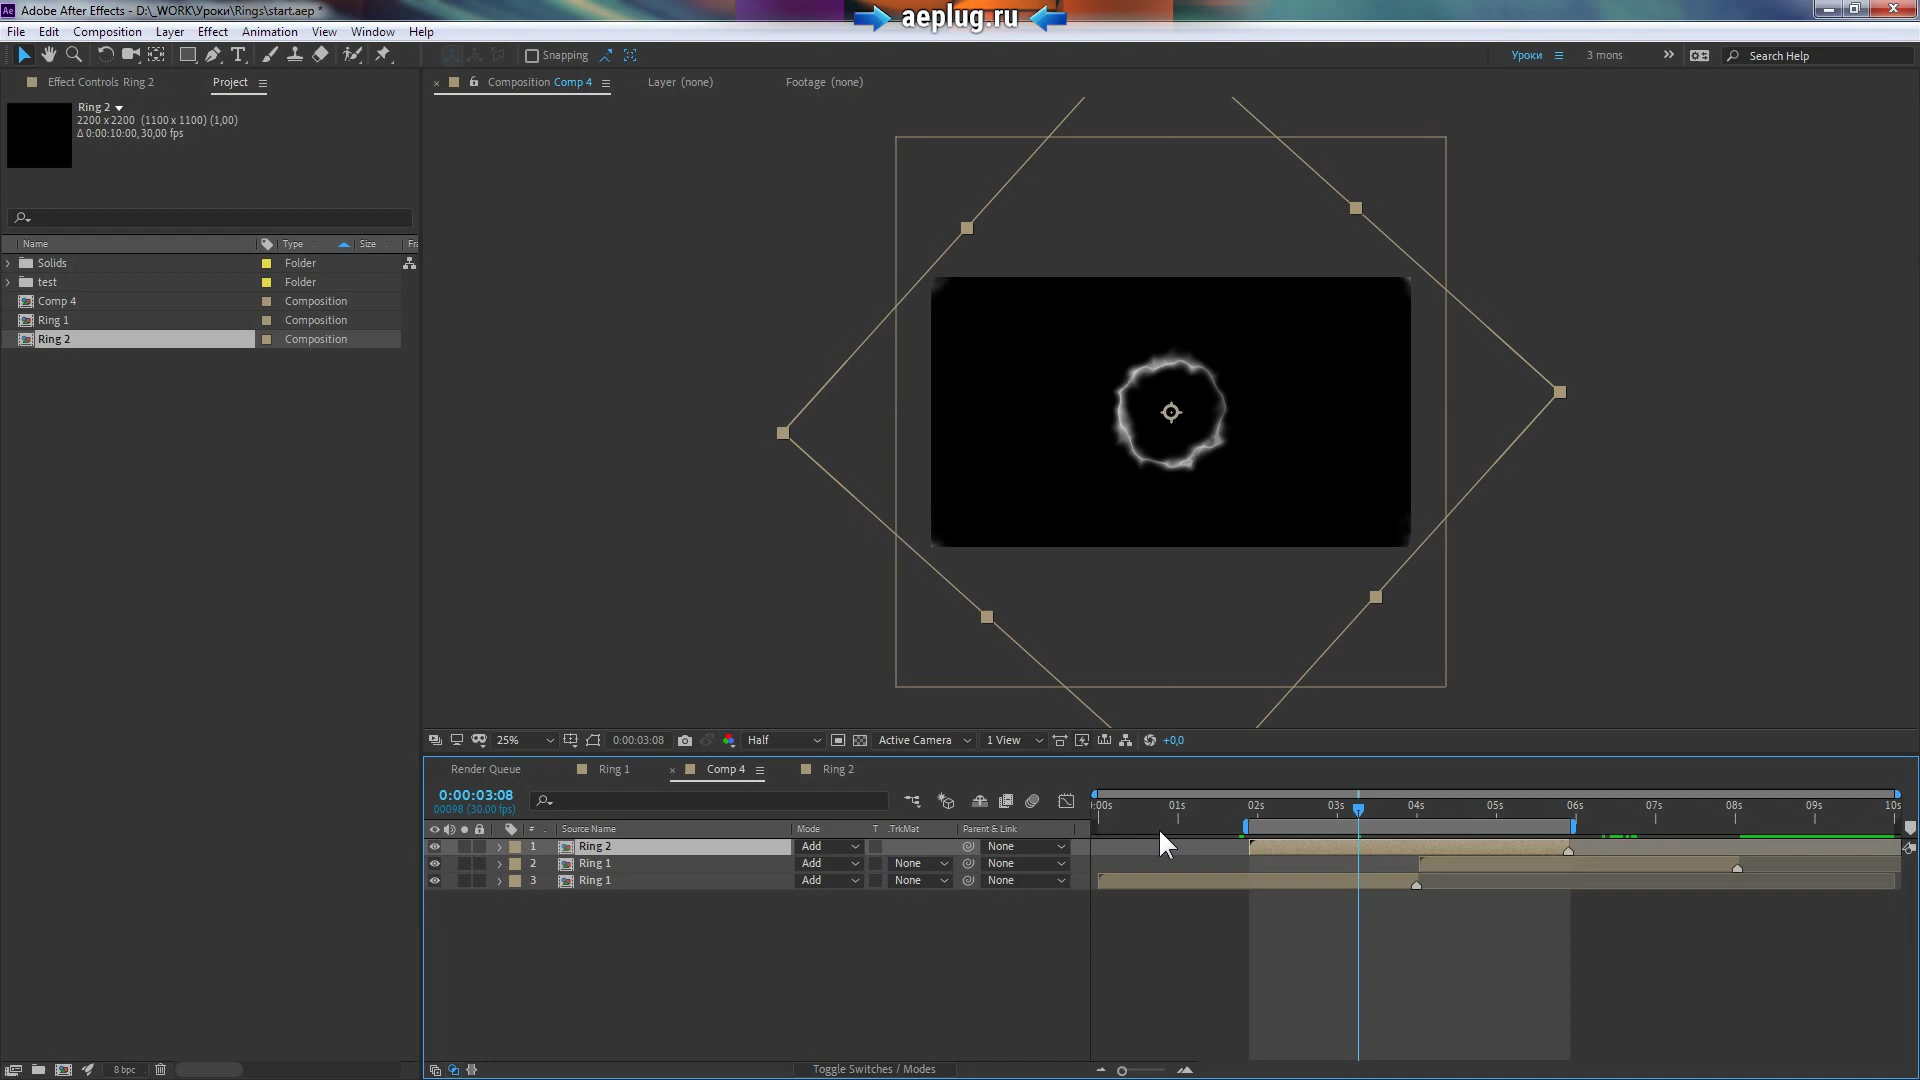 Adobe After Effects - D:\_WORK\Уроки\Rings\start.aep *
aeplug.ru
File Edit Composition Layer Effect Animation View Window Help
Snapping
Уроки
3 mons
Search Help
Effect Controls Ring 2
Project
Composition Comp 4
Layer (none)
Footage (none)
Ring 2
2200 x 2200 (1100 x 1100) (1,00)
Δ 0:00:10:00, 30,00 fps
Name Type Size Fr
Solids Folder
test Folder
Comp 4 Composition
Ring 1 Composition
Ring 2 Composition
25%
0:00:03:08
Half
Active Camera
1 View
+0,0
Render Queue
Ring 1
Comp 4
Ring 2
0:00:03:08
00098 (30.00 fps)
:00s 01s 02s 03s 04s 05s 06s 07s 08s 09s 10s
# Source Name Mode T .TrkMat Parent & Link
1 Ring 2 Add None
2 Ring 1 Add None None
3 Ring 1 Add None None
8 bpc
Toggle Switches / Modes